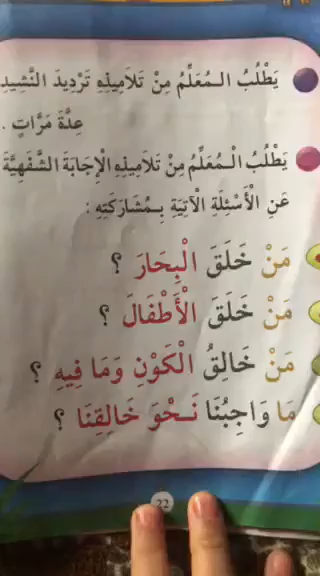 يَطْلُبُ الْمُعَلِّمُ مِنْ تَلَامِيذِهِ تَرْدِيدَ النَّشِيدِ
عِدَّةَ مَرَّاتٍ .
يَطْلُبُ الْمُعَلِّمُ مِنْ تَلَامِيذِهِ الْإِجَابَةَ الشَّفَهِيَّةَ
عَنِ الْأَسْئِلَةِ الْآتِيَةِ بِمُشَارَكَتِهِ :
مَنْ خَلَقَ الْبِحَارَ ؟
مَنْ خَلَقَ الْأَطْفَالَ ؟
مَنْ خَالِقُ الْكَوْنِ وَمَا فِيهِ ؟
مَا وَاجِبُنَا نَحْوَ خَالِقِنَا ؟
22